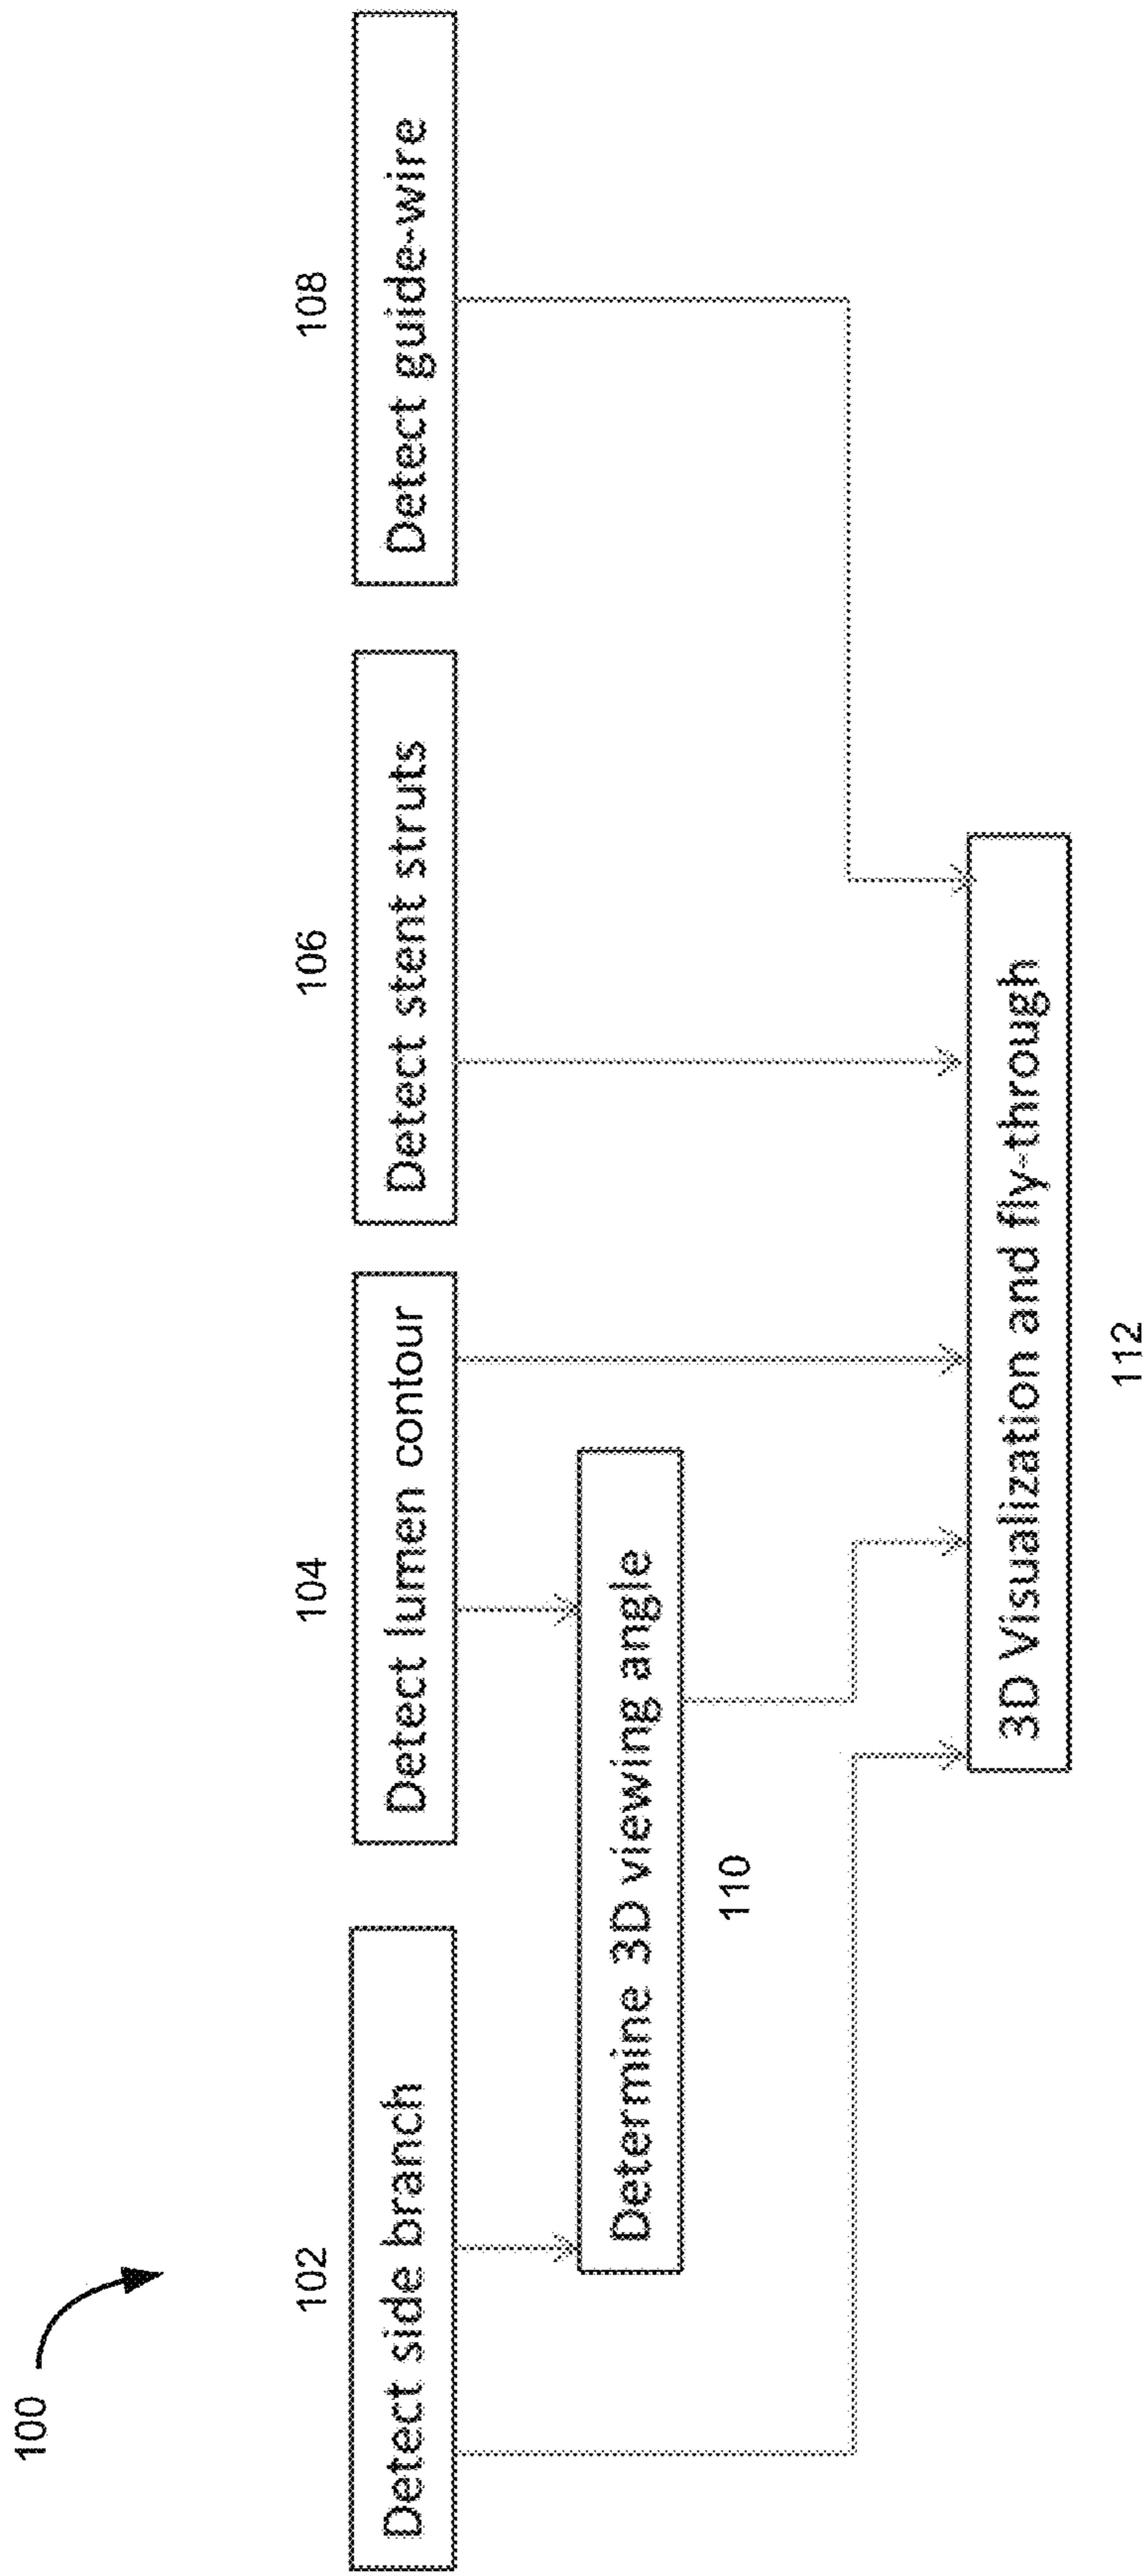 100
102
104
106
108
Detect side branch
Detect lumen contour
Detect stent struts
Detect guide-wire
Determine 3D viewing angle
110
3D Visualization and fly-through
112